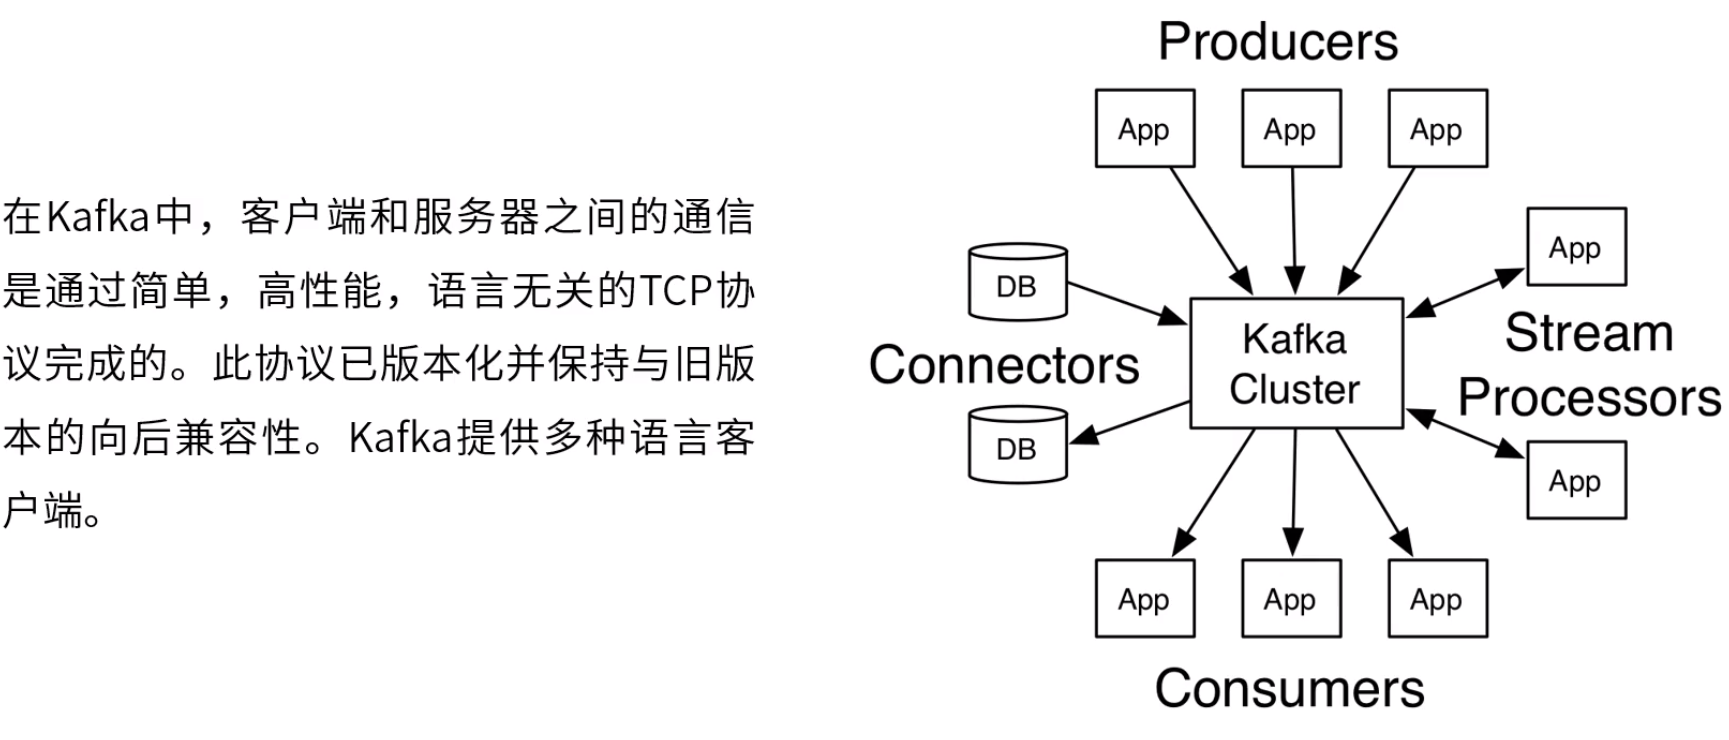 在Kafka中，客户端和服务器之间的通信
是通过简单，高性能，语言无关的TCP协
议完成的。此协议已版本化并保持与旧版
本的向后兼容性。Kafka提供多种语言客
户端。
Producers
App
App
App
App
DB
Kafka
Cluster
Connectors
Stream
Processors
DB
App
App
App
App
Consumers